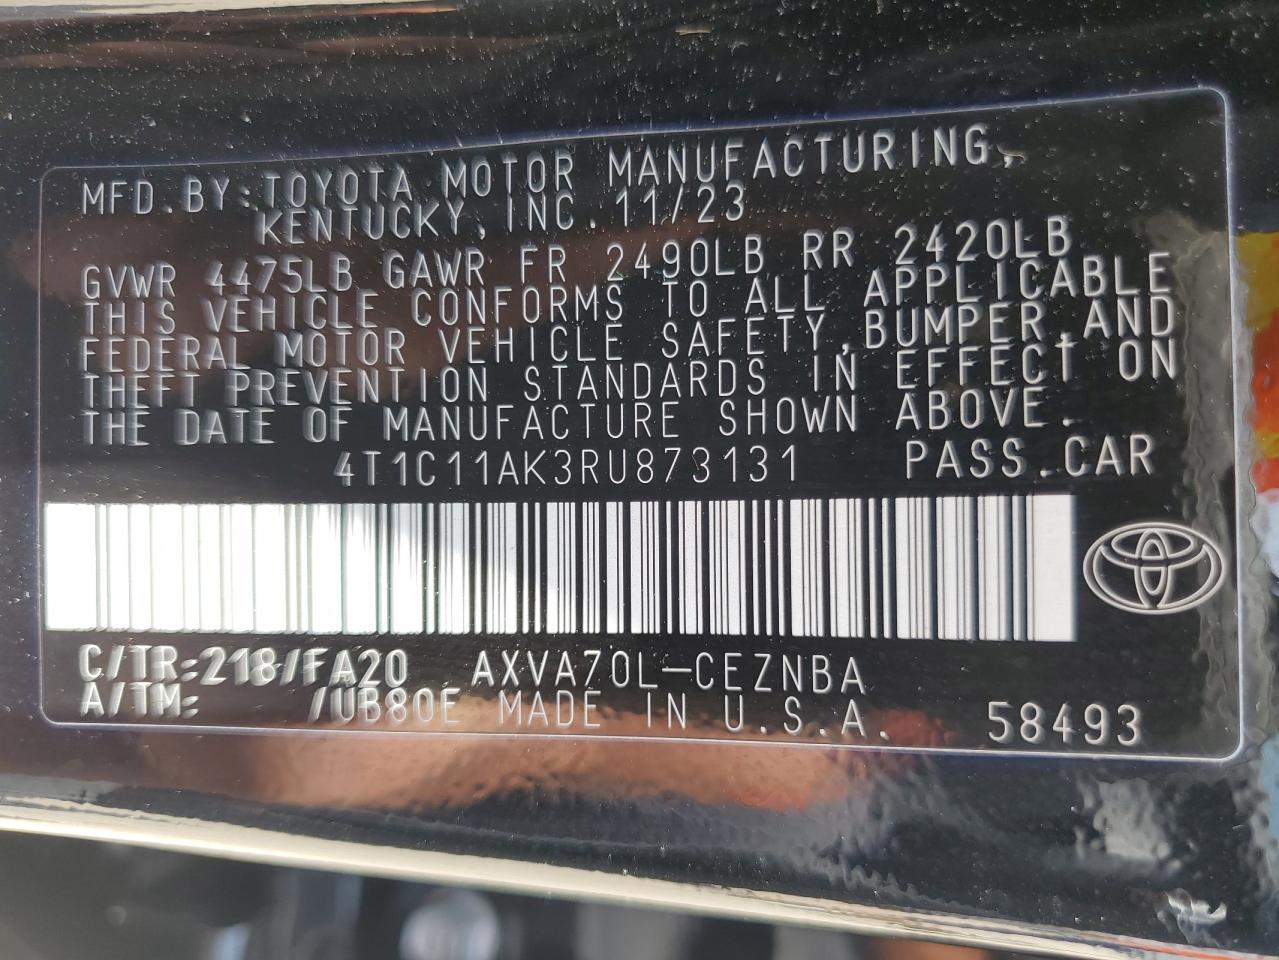 MFD.BY:TOYOTA MOTOR MANUFACTURING,
KENTUCKY,INC. 11/23
GVWR 4475LB GAWR FR 2490LB RR 2420LB
THIS VEHICLE CONFORMS TO ALL APPLICABLE
FEDERAL MOTOR VEHICLE SAFETY,BUMPER,AND
THEFT PREVENTION STANDARDS IN EFFECT ON
THE DATE OF MANUFACTURE SHOWN ABOVE.
4T1C11AK3RU873131 PASS.CAR
C/TR:218/FA20 AXVA70L-CEZNBA
A/TM: /UB80E MADE IN U.S.A. 58493